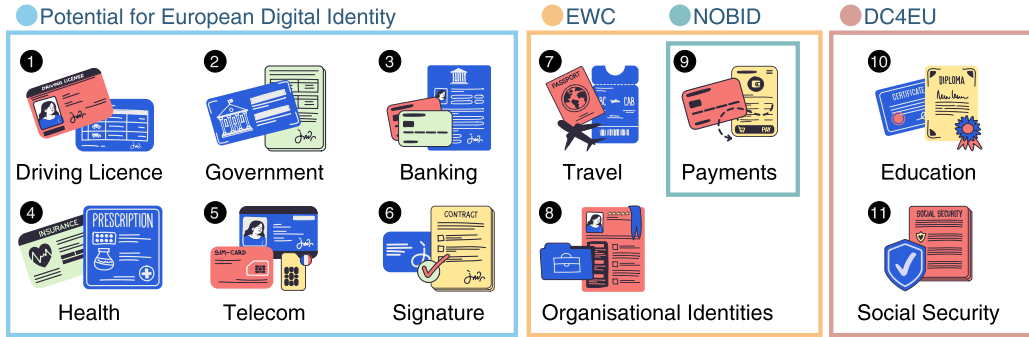 Potential for European Digital Identity
EWC
NOBID
DC4EU
1
DRIVING LICENSE
Driving Licence
2
Government
3
Banking
7
PASSPORT
CAB
Travel
9
PAY
Payments
10
CERTIFICATE
DIPLOMA
Education
4
INSURANCE
PRESCRIPTION
Health
5
SIM-CARD
Telecom
6
CONTRACT
Signature
8
Organisational Identities
11
SOCIAL SECURITY
Social Security